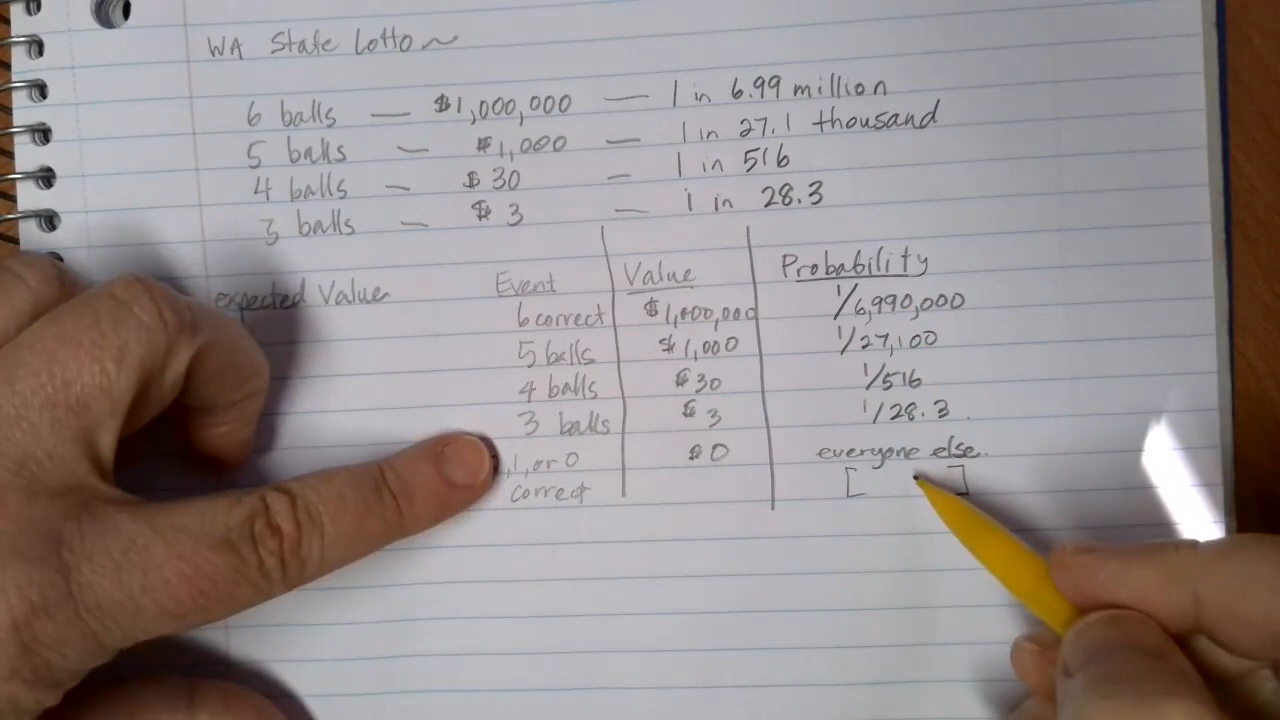 WA State Lotto
6 balls — $1,000,000 — 1 in 6.99 million
5 balls — $1,000 — 1 in 27.1 thousand
4 balls — $30 — 1 in 516
3 balls — $3 — 1 in 28.3
expected Value Event Value Probability
6 correct $1,000,000 1/6,990,000
5 balls $1,000 1/27,100
4 balls $30 1/516
3 balls $3 1/28.3
,1, or 0 $0 everyone else.
correct [ ]